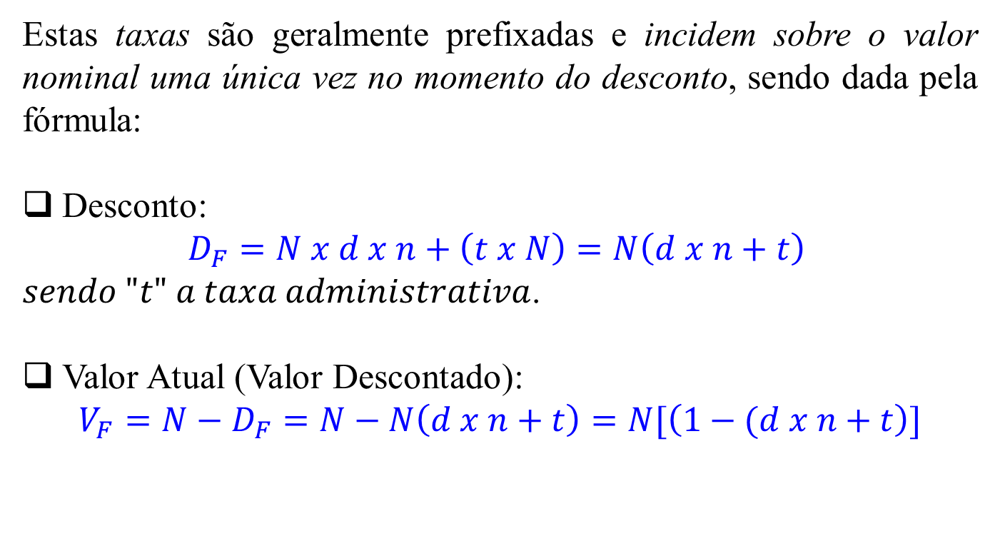 Estas taxas são geralmente prefixadas e incidem sobre o valor
nominal uma única vez no momento do desconto, sendo dada pela
fórmula:
❑ Desconto:
D_F = N x d x n + (t x N) = N(d x n + t)
sendo "t" a taxa administrativa.
❑ Valor Atual (Valor Descontado):
V_F = N − D_F = N − N(d x n + t) = N[(1 − (d x n + t)]